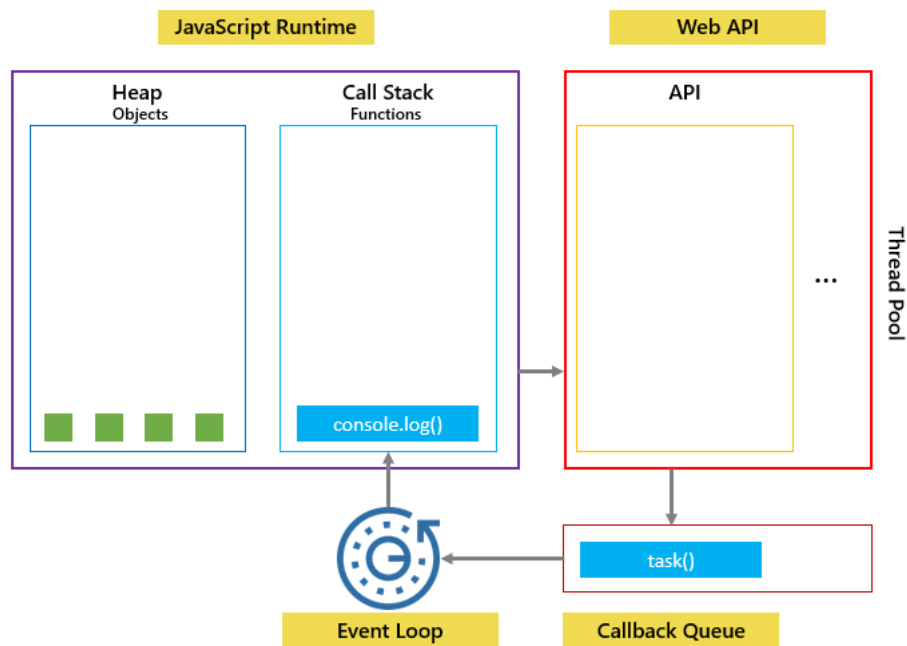 JavaScript Runtime
Web API
Heap
Objects
Call Stack
Functions
API
...
Thread Pool
console.log()
task()
Event Loop
Callback Queue